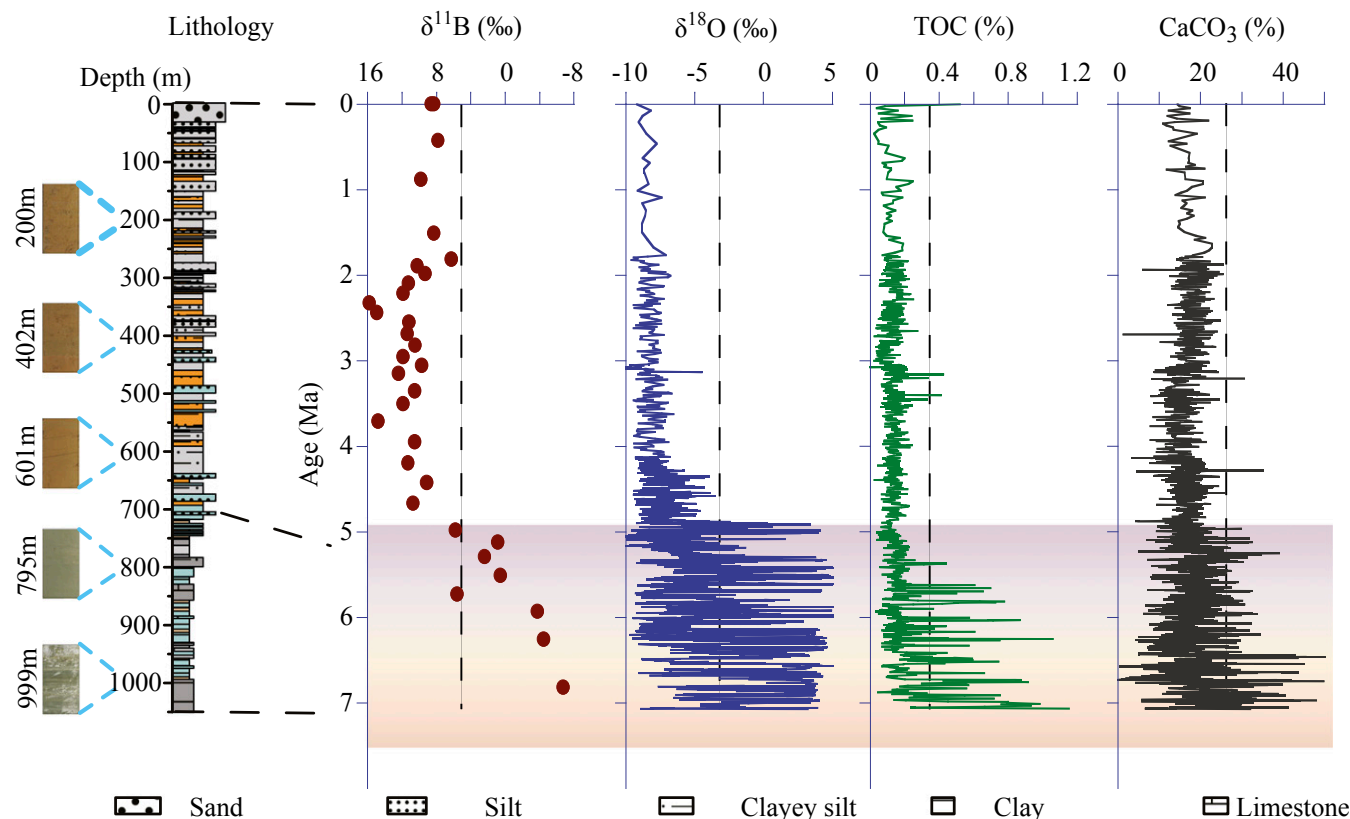 Lithology
δ¹¹B (‰)
δ¹⁸O (‰)
TOC (%)
CaCO₃ (%)
Depth (m)
16 8 0 -8
-10 -5 0 5
0 0.4 0.8 1.2
0 20 40
0
100
200
300
400
500
600
700
800
900
1000
200m
402m
601m
795m
999m
Age (Ma)
0
1
2
3
4
5
6
7
Sand
Silt
Clayey silt
Clay
Limestone